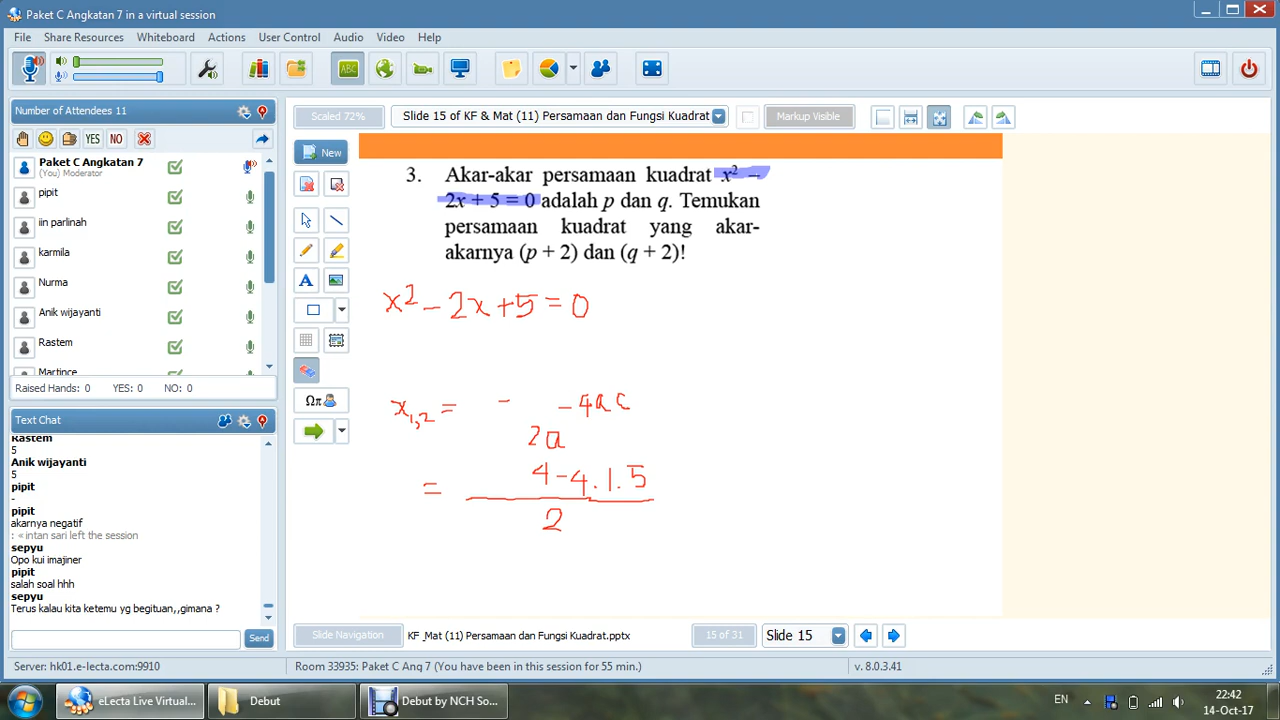 Paket C Angkatan 7 in a virtual session
File Share Resources Whiteboard Actions User Control Audio Video Help
Number of Attendees 11
YES NO
Paket C Angkatan 7
(You) Moderator
pipit
iin parlinah
karmila
Nurma
Anik wijayanti
Rastem
Martince
Raised Hands: 0 YES: 0 NO: 0
Text Chat
Rastem
5
Anik wijayanti
5
pipit
-
pipit
akarnya negatif
: « intan sari left the session
sepyu
Opo kui imajiner
pipit
salah soal hhh
sepyu
Terus kalau kita ketemu yg begituan,,gimana ?
Send
ABC
Scaled 72% Slide 15 of KF & Mat (11) Persamaan dan Fungsi Kuadrat Markup Visible
New
A
Ωπ
3. Akar-akar persamaan kuadrat x² –
2x + 5 = 0 adalah p dan q. Temukan
persamaan kuadrat yang akar-
akarnya (p + 2) dan (q + 2)!
x² - 2x + 5 = 0
x1,2 = - - 4ac
2a
= 4 - 4.1.5
2
Slide Navigation KF_Mat (11) Persamaan dan Fungsi Kuadrat.pptx 15 of 31 Slide 15
Server: hk01.e-lecta.com:9910 Room 33935: Paket C Ang 7 (You have been in this session for 55 min.) v. 8.0.3.41
eLecta Live Virtual... Debut Debut by NCH So... EN 22:42
14-Oct-17